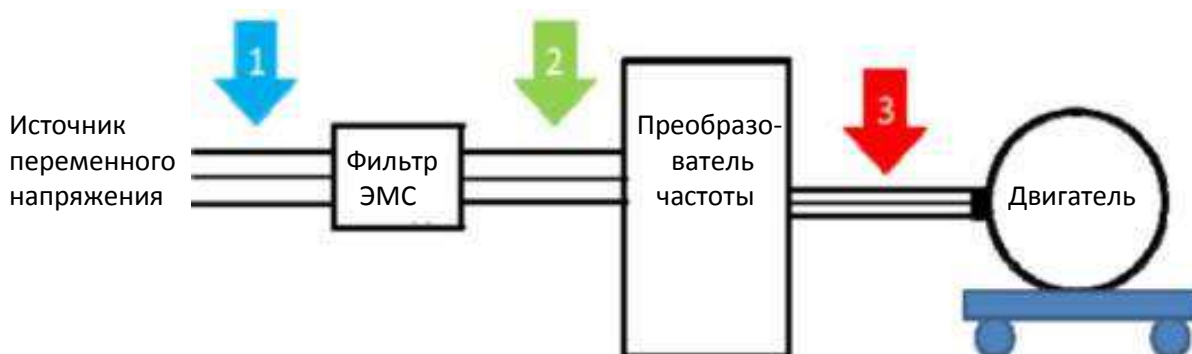 1
2
3
Источник
переменного
напряжения
Фильтр
ЭМС
Преобразо-
ватель
частоты
Двигатель